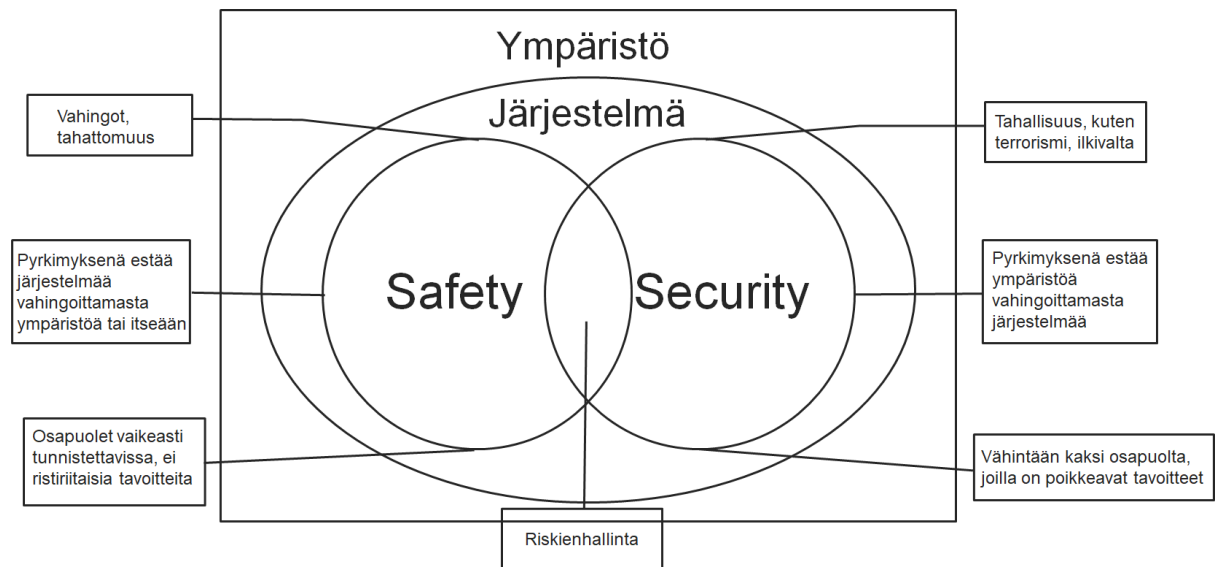 Ympäristö
Järjestelmä
Vahingot,
tahattomuus
Tahallisuus, kuten
terrorismi, ilkivalta
Pyrkimyksenä estää
järjestelmää
vahingoittamasta
ympäristöä tai itseään
Safety
Security
Pyrkimyksenä estää
ympäristöä
vahingoittamasta
järjestelmää
Osapuolet vaikeasti
tunnistettavissa, ei
ristiriitaisia tavoitteita
Vähintään kaksi osapuolta,
joilla on poikkeavat tavoitteet
Riskienhallinta